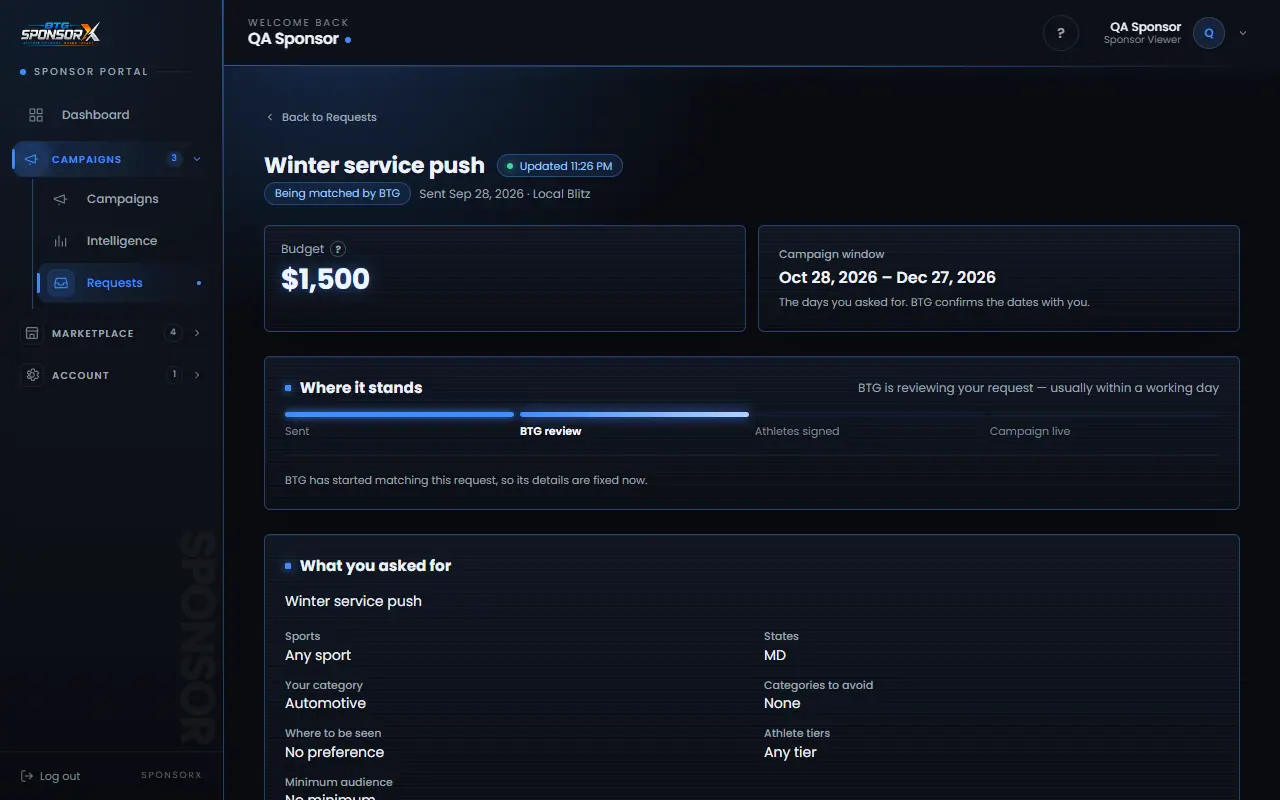 BTG
SPONSORX
SPONSOR PORTAL
Dashboard
CAMPAIGNS 3
Campaigns
Intelligence
Requests
MARKETPLACE 4
ACCOUNT 1
SPONSOR
Log out
SPONSORX
WELCOME BACK
QA Sponsor
?
QA Sponsor
Sponsor Viewer
Q
Back to Requests
Winter service push
Updated 11:26 PM
Being matched by BTG
Sent Sep 28, 2026 · Local Blitz
Budget ?
$1,500
Campaign window
Oct 28, 2026 – Dec 27, 2026
The days you asked for. BTG confirms the dates with you.
Where it stands
BTG is reviewing your request — usually within a working day
Sent
BTG review
Athletes signed
Campaign live
BTG has started matching this request, so its details are fixed now.
What you asked for
Winter service push
Sports
Any sport
States
MD
Your category
Automotive
Categories to avoid
None
Where to be seen
No preference
Athlete tiers
Any tier
Minimum audience
No minimum